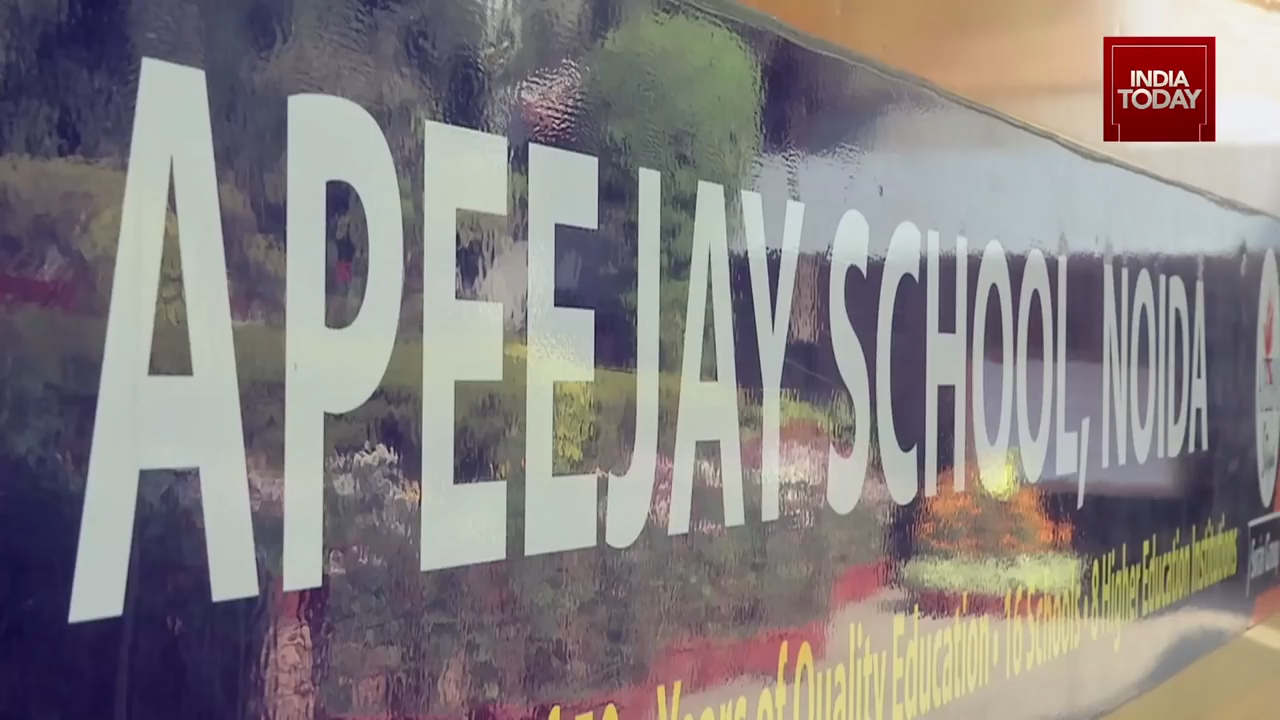 INDIA
TODAY
APEEJAY SCHOOL, NOIDA
Years of Quality Education • 16 Schools • 8 Higher Education Institutions